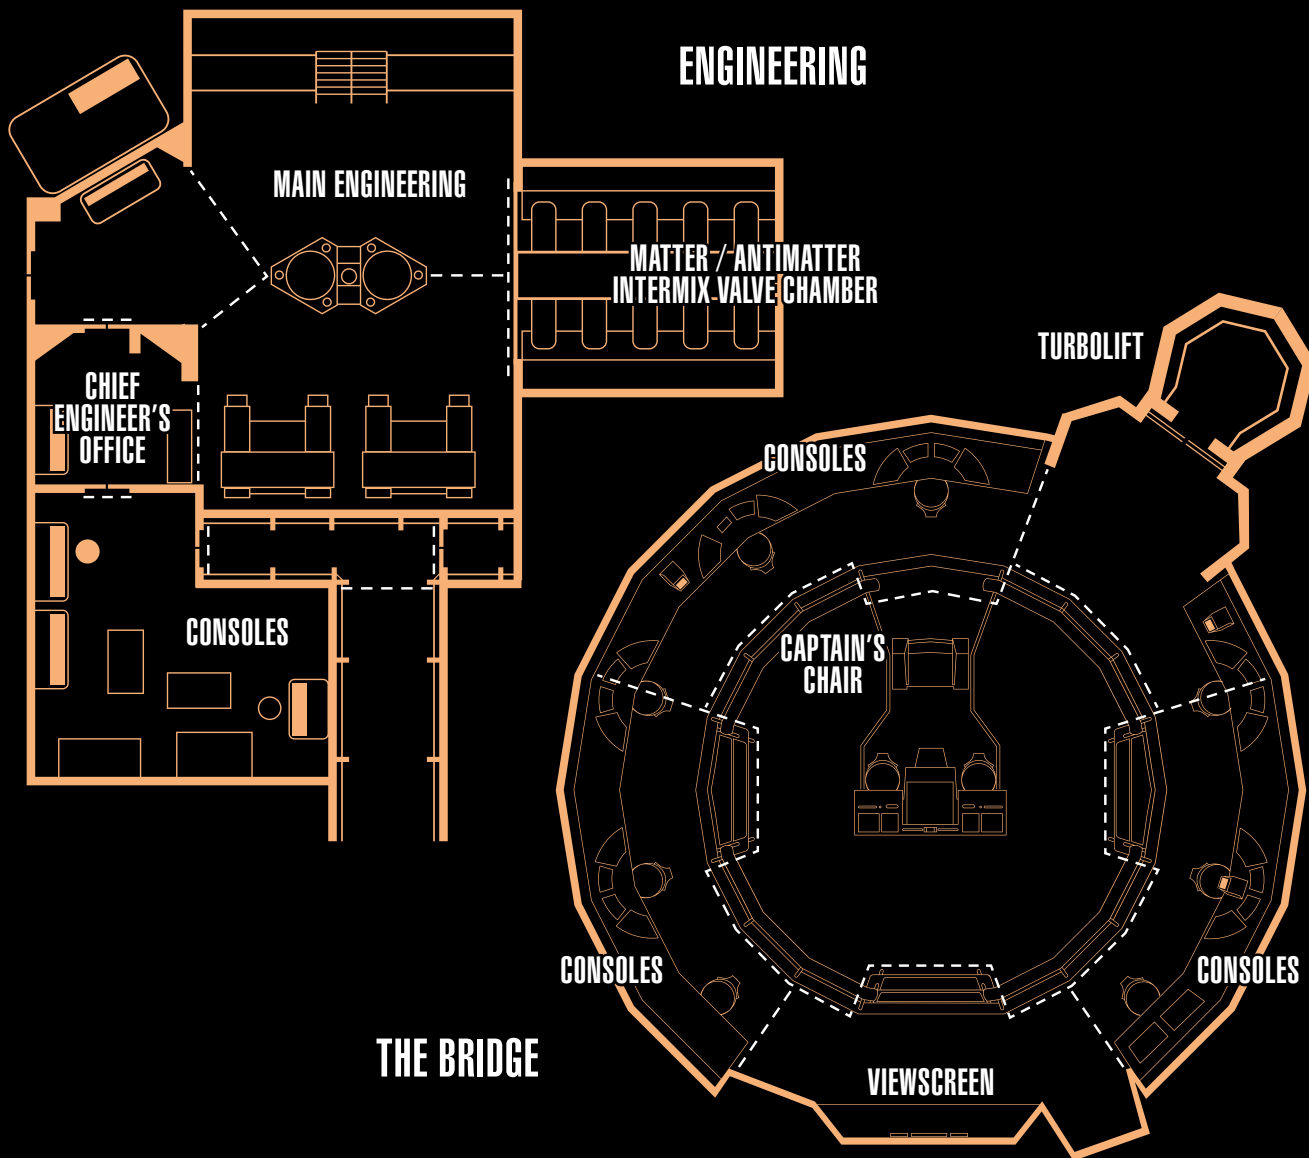 ENGINEERING
MAIN ENGINEERING
MATTER / ANTIMATTER
INTERMIX VALVE CHAMBER
CHIEF
ENGINEER'S
OFFICE
CONSOLES
TURBOLIFT
CONSOLES
CAPTAIN'S
CHAIR
CONSOLES
CONSOLES
THE BRIDGE
VIEWSCREEN